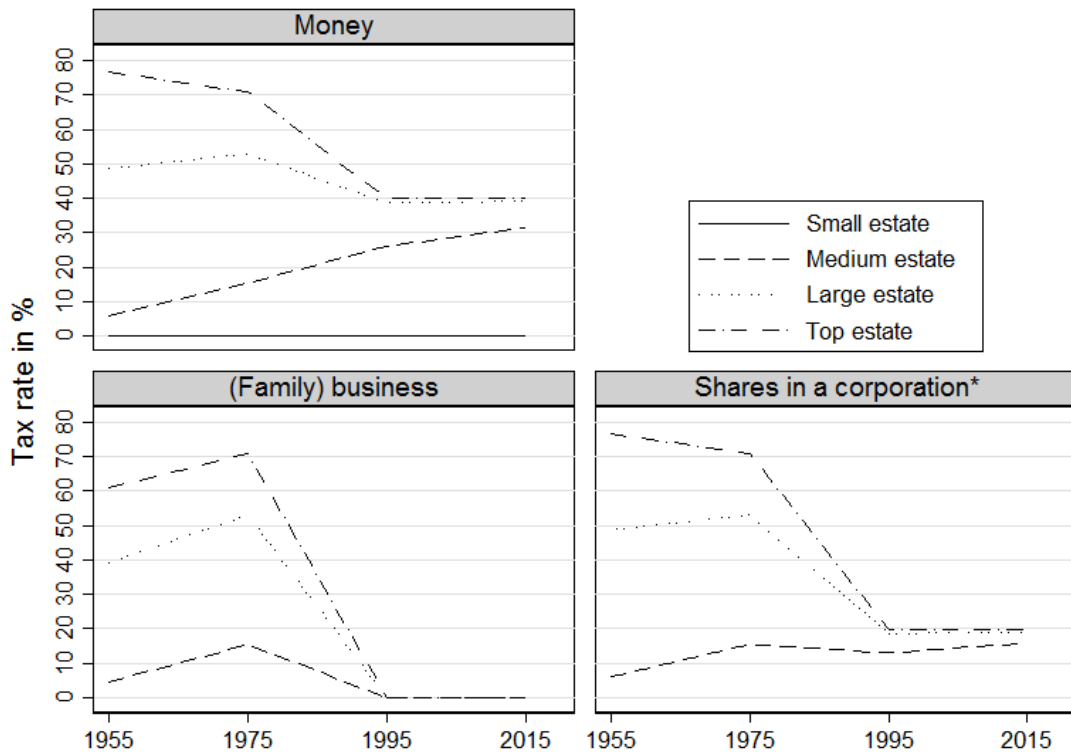 Money
80
70
60
50
40
30
20
10
0
Small estate
Medium estate
Large estate
Top estate
Tax rate in %
(Family) business
Shares in a corporation*
80
70
60
50
40
30
20
10
0
1955 1975 1995 2015
1955 1975 1995 2015